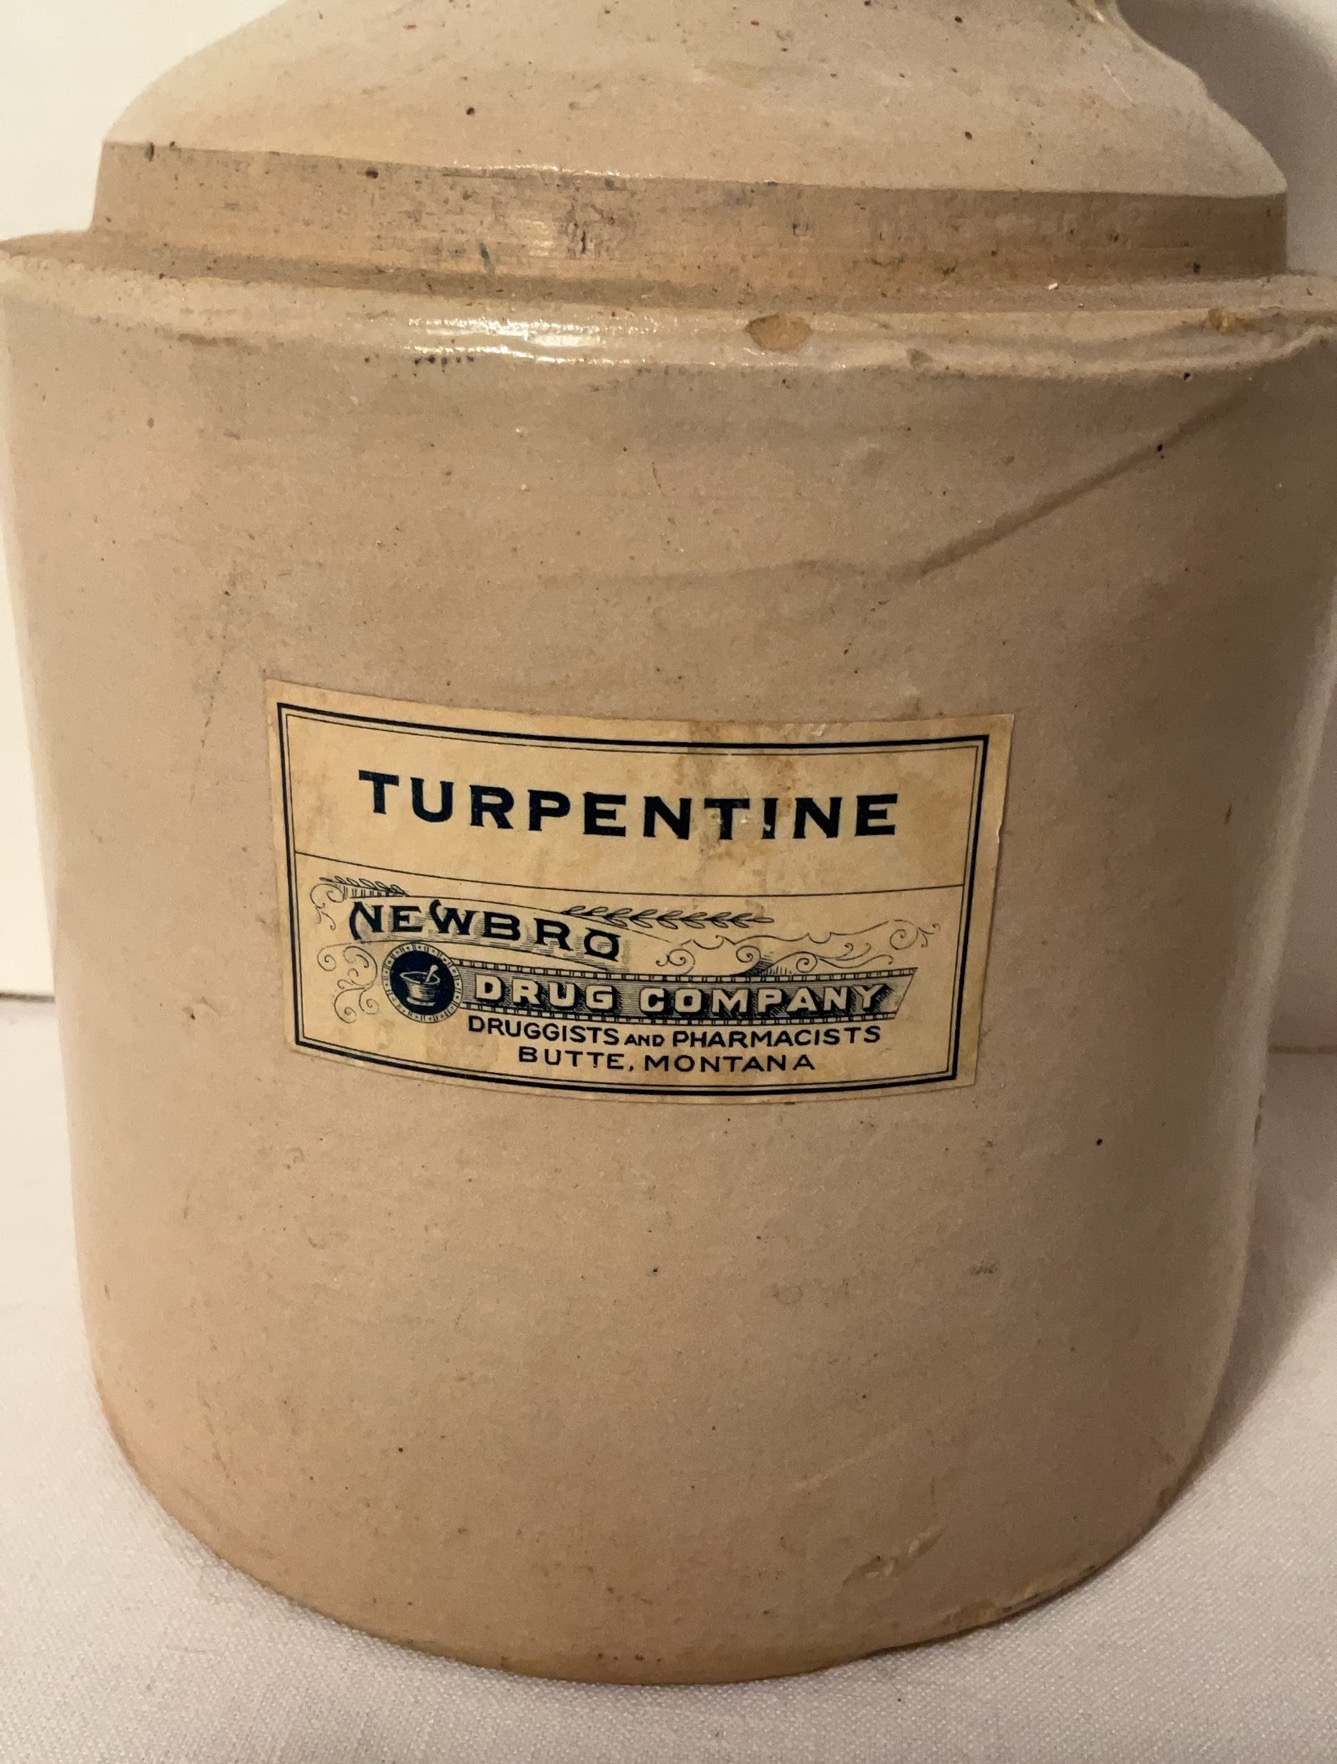 TURPENTINE
NEWBRO
DRUG COMPANY
DRUGGISTS AND PHARMACISTS
BUTTE, MONTANA